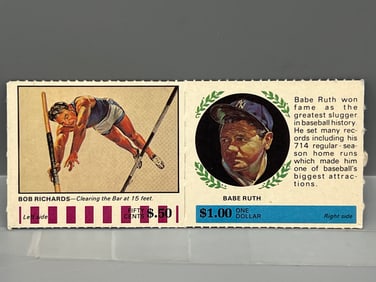 BOB RICHARDS—Clearing the Bar at 15 feet.
Left side
FIFTY
CENTS
$.50
BABE RUTH
Babe Ruth won
fame as the
greatest slugger
in baseball history.
He set many rec-
ords including his
714 regular-sea-
son home runs
which made him
one of baseball's
biggest attrac-
tions.
$1.00 ONE
DOLLAR
Right side